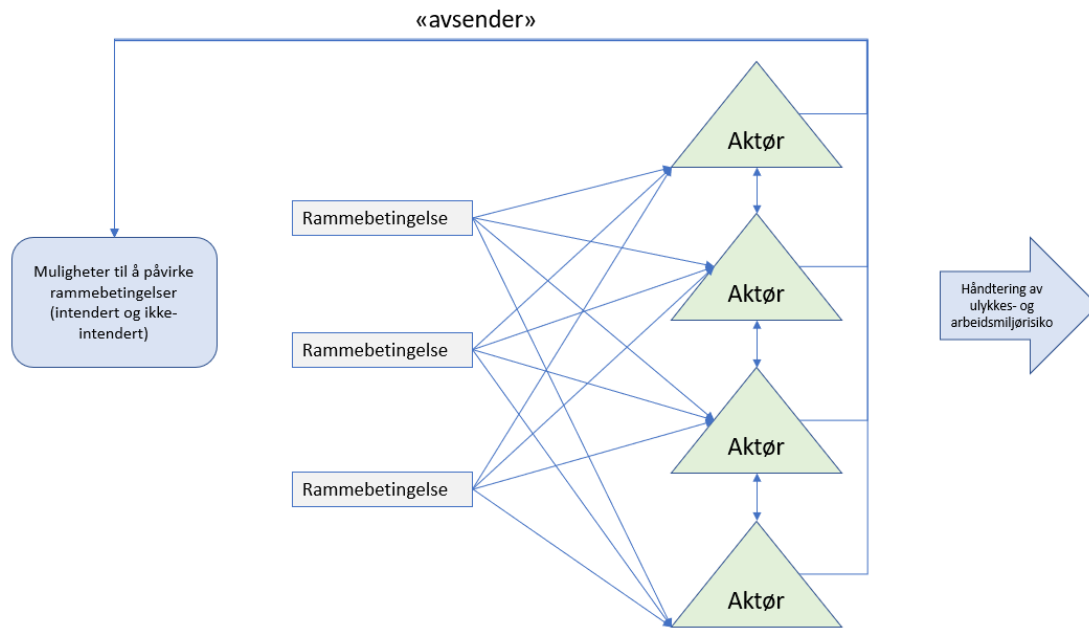 «avsender»
Aktør
Rammebetingelse
Aktør
Muligheter til å påvirke
rammebetingelser
(intendert og ikke-
intendert)
Håndtering av
ulykkes- og
arbeidsmiljørisiko
Rammebetingelse
Aktør
Rammebetingelse
Aktør